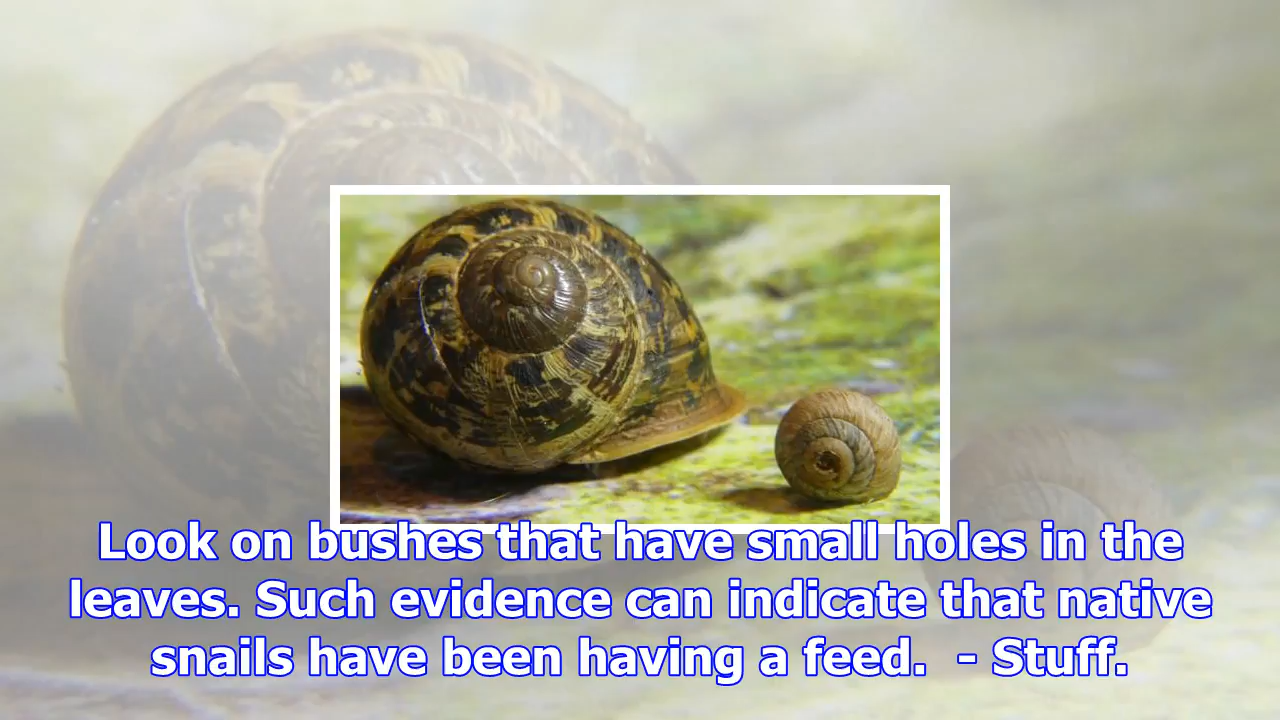 Look on bushes that have small holes in the
leaves. Such evidence can indicate that native
snails have been having a feed.  - Stuff.